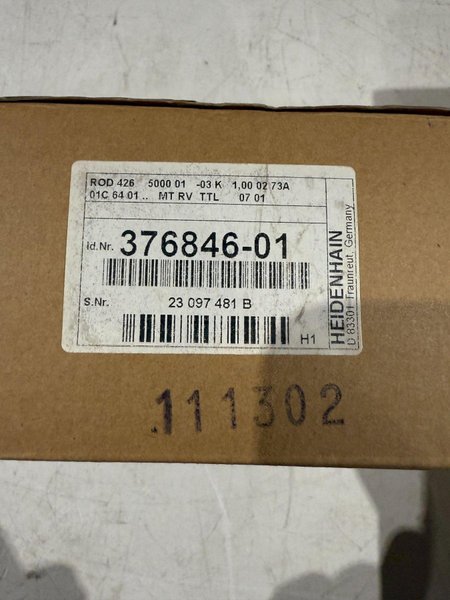 ROD 426 5000 01 -03 K 1,00 02 73A
01C 64 01 .. MT RV TTL 07 01
Id.Nr. 376846-01
S.Nr. 23 097 481 B
H1
HEIDENHAIN
D 83301 Traunreut, Germany
111302